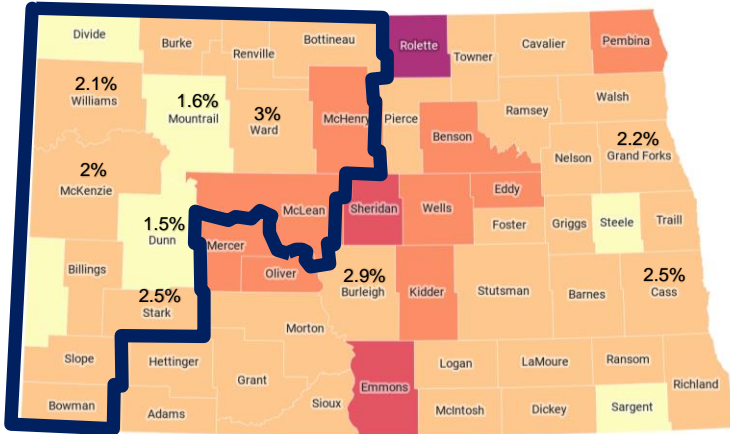 Divide
Burke
Renville
Bottineau
Rolette
Towner
Cavalier
Pembina
2.1%
Williams
1.6%
Mountrail
3%
Ward
McHenry
Pierce
Benson
Ramsey
Walsh
Nelson
2.2%
Grand Forks
2%
McKenzie
McLean
Sheridan
Wells
Eddy
Foster
Griggs
Steele
Traill
1.5%
Dunn
Mercer
Oliver
Billings
2.5%
Stark
2.9%
Burleigh
Kidder
Stutsman
Barnes
2.5%
Cass
Morton
Slope
Hettinger
Grant
Emmons
Logan
LaMoure
Ransom
Richland
Bowman
Adams
Sioux
McIntosh
Dickey
Sargent